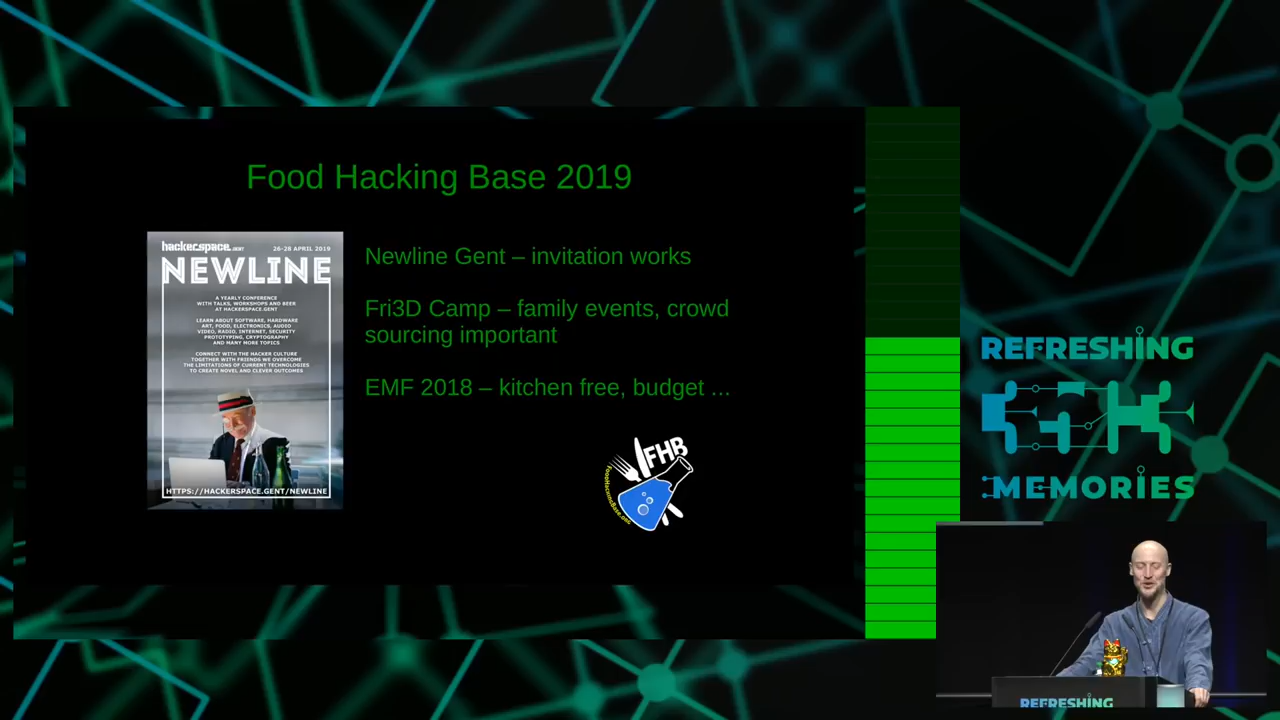 Food Hacking Base 2019
hackerspace.GENT
26-28 APRIL 2019
NEWLINE
A YEARLY CONFERENCE
WITH TALKS, WORKSHOPS AND BEER
AT HACKERSPACE.GENT
LEARN ABOUT SOFTWARE, HARDWARE
ART, FOOD, ELECTRONICS, AUDIO
VIDEO, RADIO, INTERNET, SECURITY
PROTOTYPING, CRYPTOGRAPHY
AND MANY MORE TOPICS
CONNECT WITH THE HACKER CULTURE
TOGETHER WITH FRIENDS WE OVERCOME
THE LIMITATIONS OF CURRENT TECHNOLOGIES
TO CREATE NOVEL AND CLEVER OUTCOMES
HTTPS://HACKERSPACE.GENT/NEWLINE
Newline Gent – invitation works
Fri3D Camp – family events, crowd
sourcing important
EMF 2018 – kitchen free, budget ...
FHB
FoodHackingBase.org
REFRESHING
MEMORIES
REFRESHING